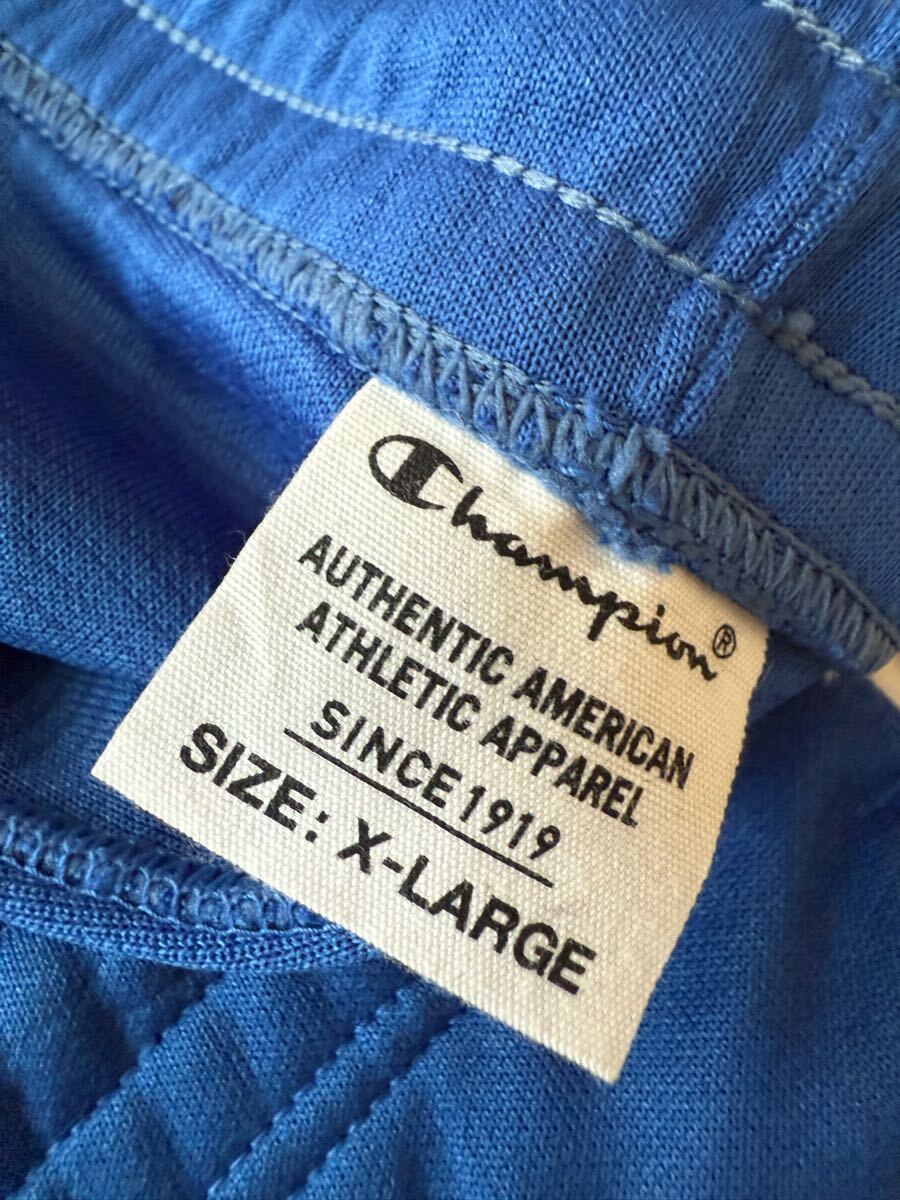 Champion®
AUTHENTIC AMERICAN
ATHLETIC APPAREL
SINCE 1919
SIZE: X-LARGE